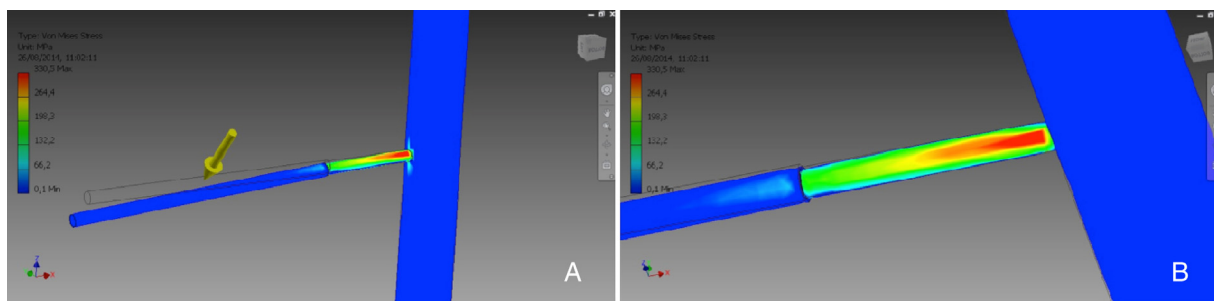 Type: Von Mises Stress
Unit: MPa
26/08/2014, 11:02:11
330,5 Max
264,4
198,3
132,2
66,2
0,1 Min
Z
X
A
Type: Von Mises Stress
Unit: MPa
26/08/2014, 11:02:11
330,5 Max
264,4
198,3
132,2
66,2
0,1 Min
Z
X
B